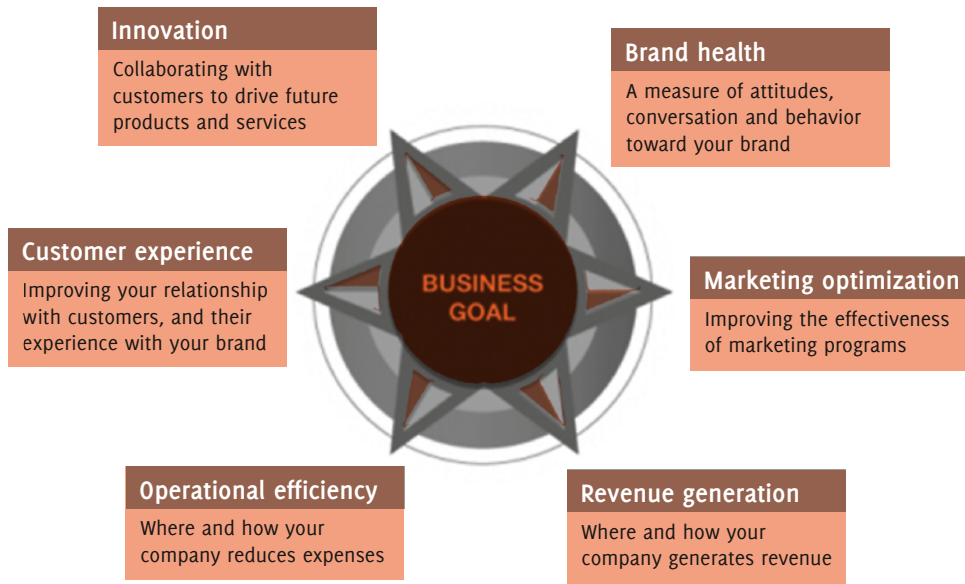 Innovation
Collaborating with
customers to drive future
products and services
Brand health
A measure of attitudes,
conversation and behavior
toward your brand
Customer experience
Improving your relationship
with customers, and their
experience with your brand
BUSINESS
GOAL
Marketing optimization
Improving the effectiveness
of marketing programs
Operational efficiency
Where and how your
company reduces expenses
Revenue generation
Where and how your
company generates revenue